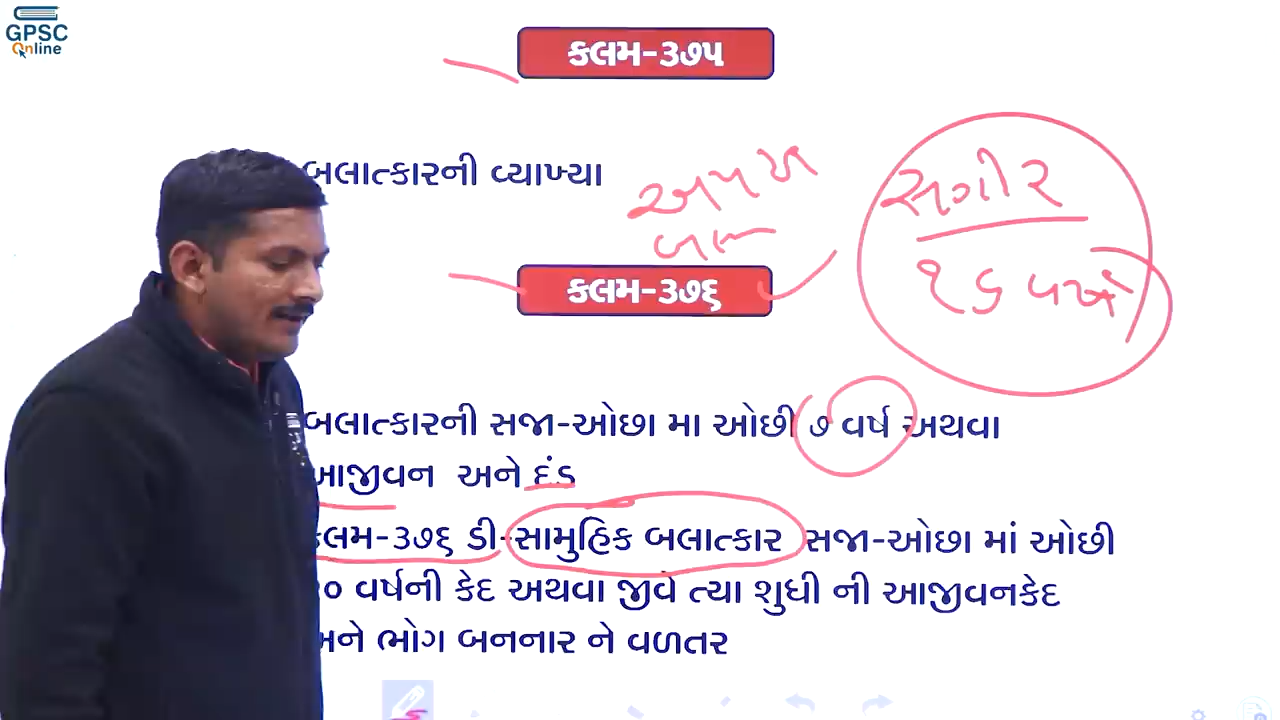 GPSC
Online
કલમ-૩૭૫
બલાત્કારની વ્યાખ્યા
સગીર
૧૬ વર્ષ
કલમ-૩૭૬
બલાત્કારની સજા-ઓછા મા ઓછી ૭ વર્ષ અથવા
આજીવન અને દંડ
કલમ-૩૭૬ ડી-સામુહિક બલાત્કાર સજા-ઓછા માં ઓછી
વર્ષની કેદ અથવા જીવે ત્યા શુધી ની આજીવનકેદ
અને ભોગ બનનાર ને વળતર